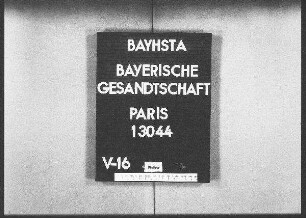 BAYHSTA
BAYERISCHE
GESANDTSCHAFT
PARIS
13044
V-16